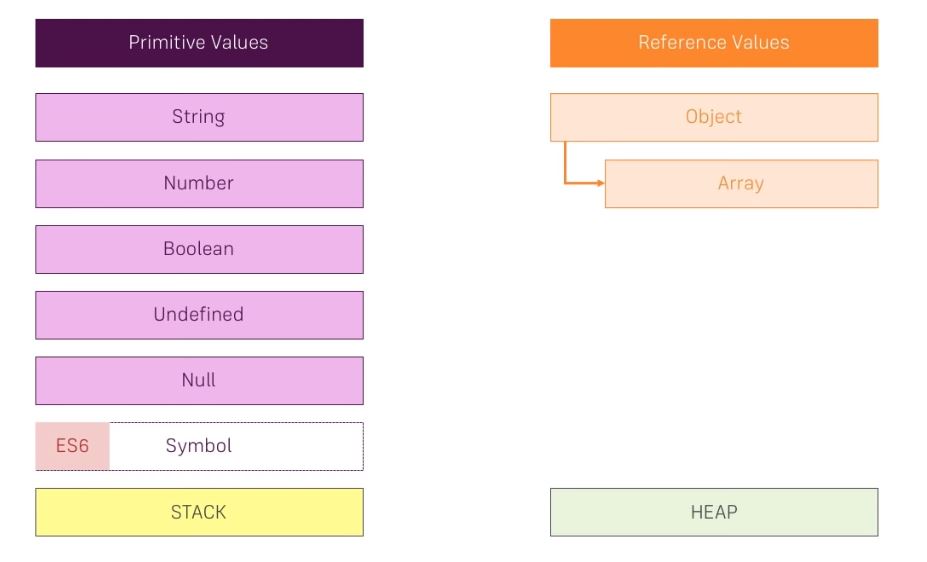 Primitive Values
String
Number
Boolean
Undefined
Null
ES6 Symbol
STACK
Reference Values
Object
Array
HEAP